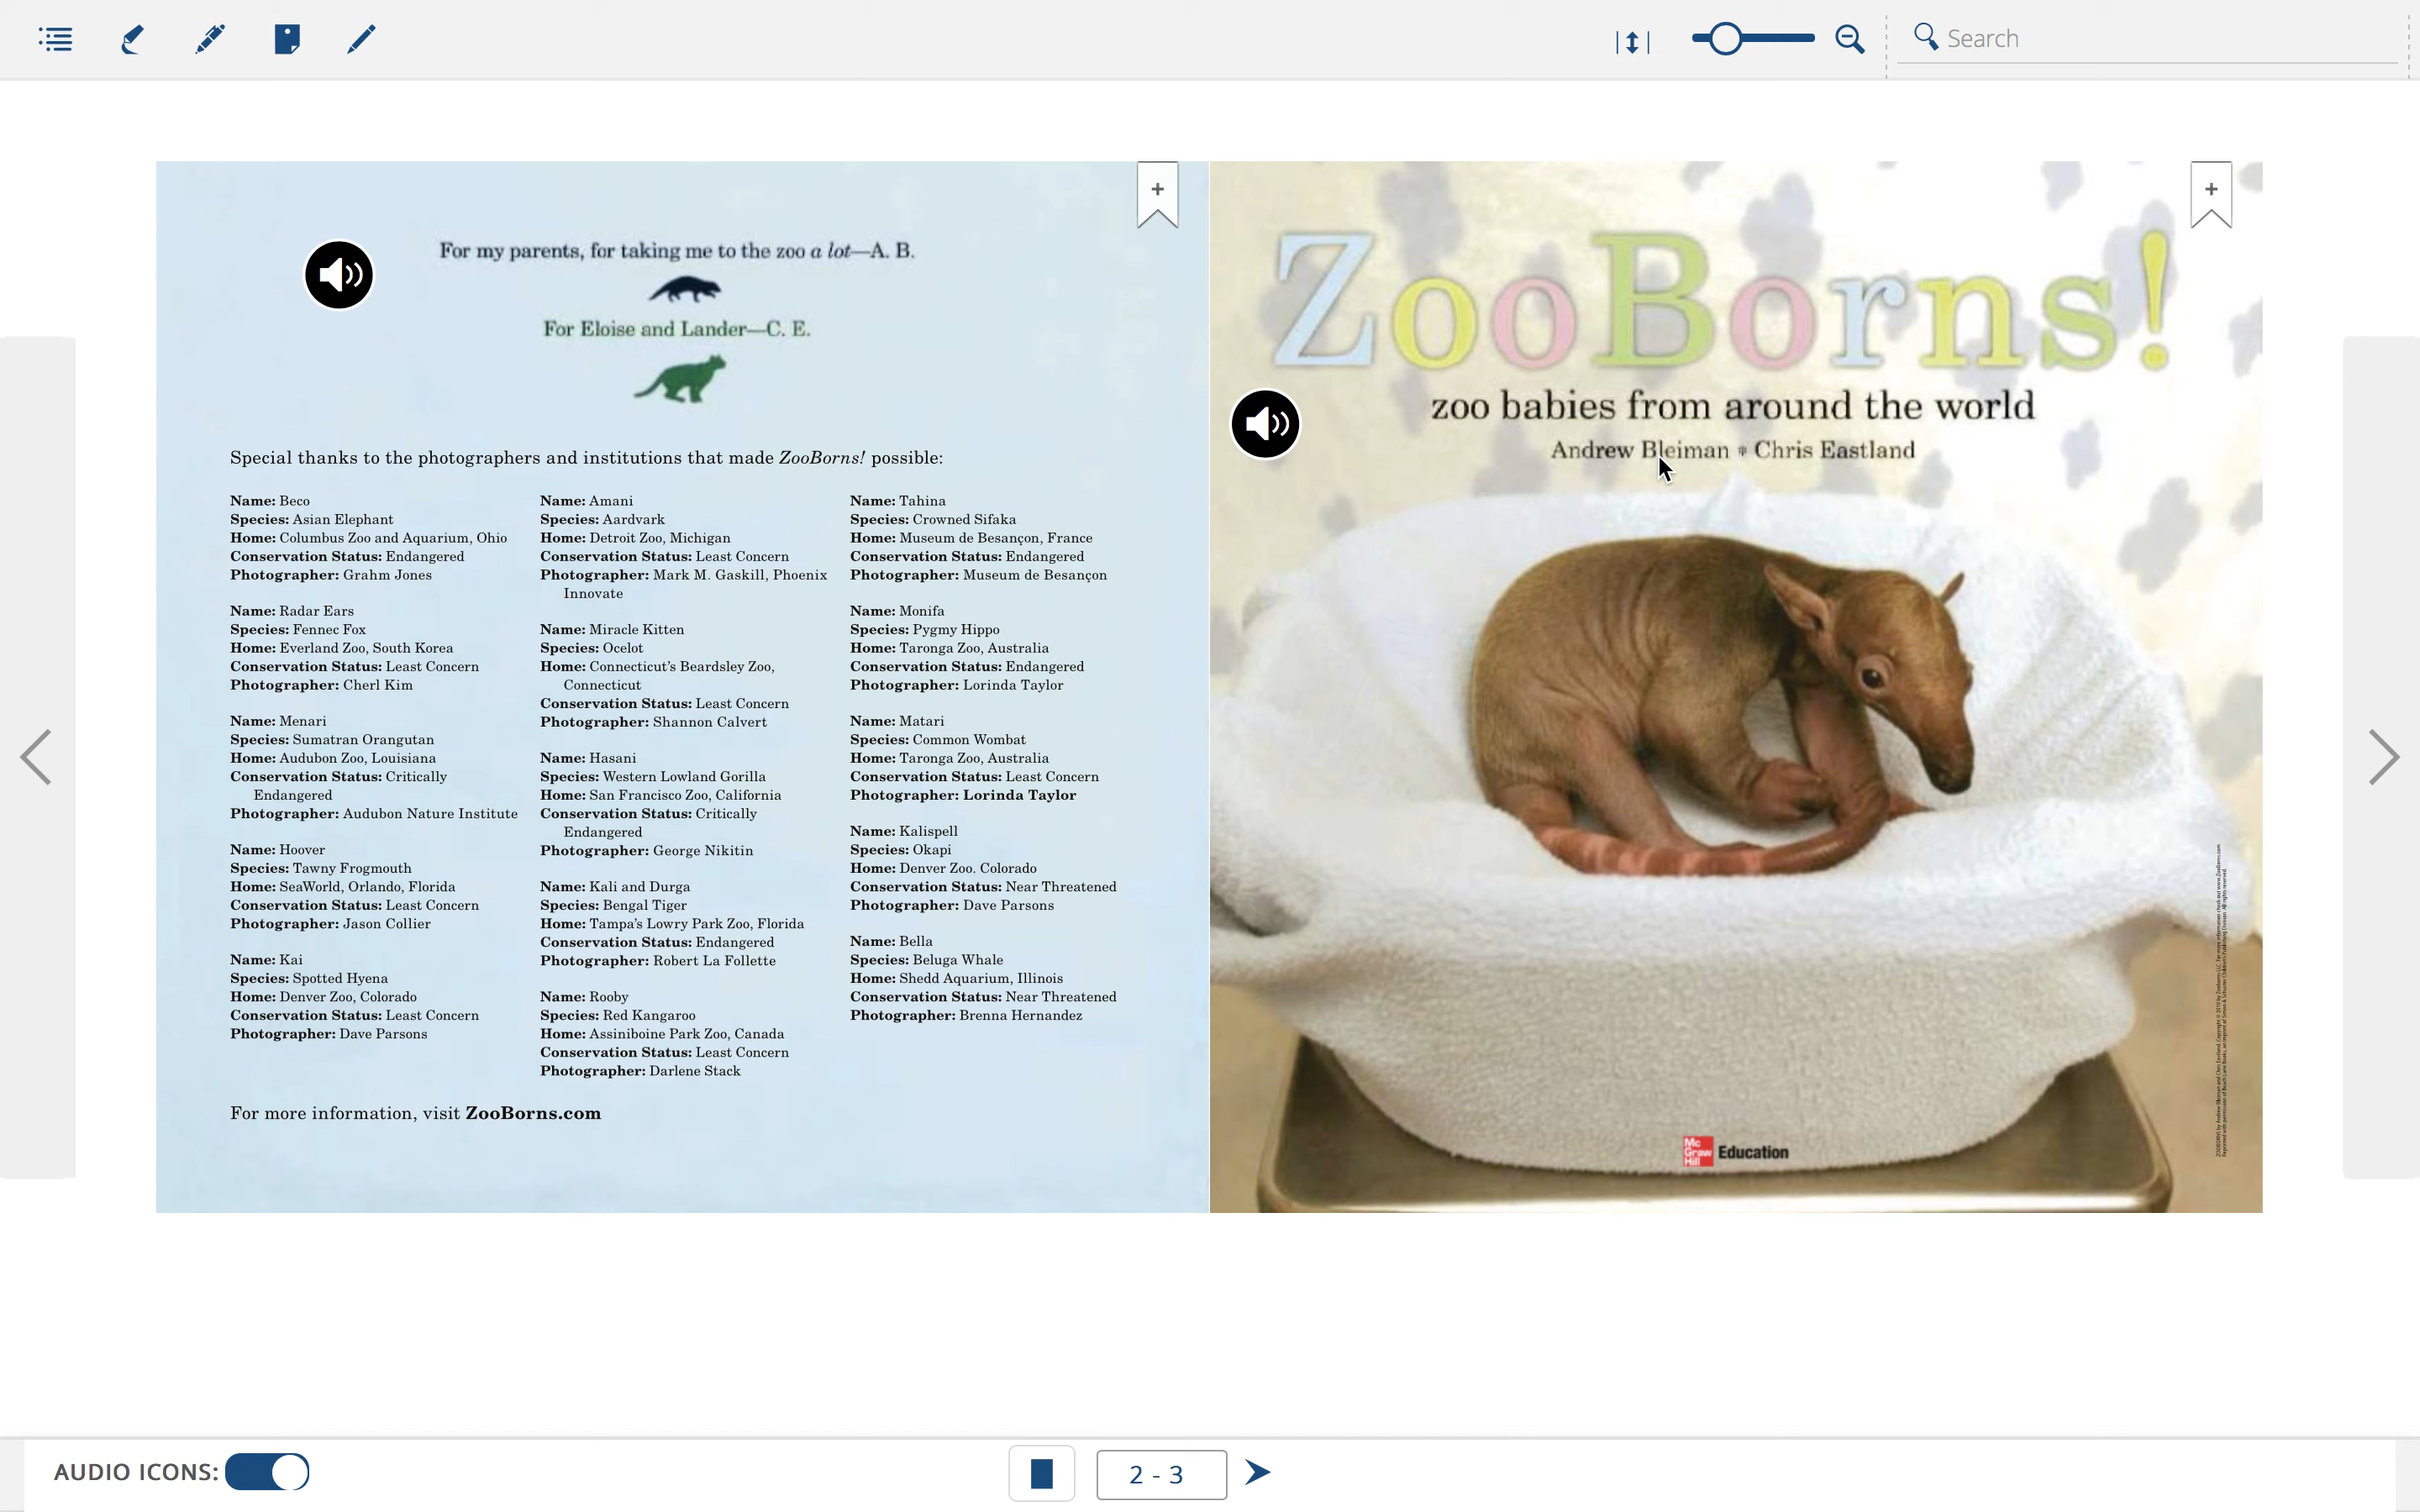 Search
For my parents, for taking me to the zoo a lot—A. B.
For Eloise and Lander—C. E.
Special thanks to the photographers and institutions that made ZooBorns! possible:
Name: Beco
Species: Asian Elephant
Home: Columbus Zoo and Aquarium, Ohio
Conservation Status: Endangered
Photographer: Grahm Jones
Name: Radar Ears
Species: Fennec Fox
Home: Everland Zoo, South Korea
Conservation Status: Least Concern
Photographer: Cherl Kim
Name: Menari
Species: Sumatran Orangutan
Home: Audubon Zoo, Louisiana
Conservation Status: Critically
Endangered
Photographer: Audubon Nature Institute
Name: Hoover
Species: Tawny Frogmouth
Home: SeaWorld, Orlando, Florida
Conservation Status: Least Concern
Photographer: Jason Collier
Name: Kai
Species: Spotted Hyena
Home: Denver Zoo, Colorado
Conservation Status: Least Concern
Photographer: Dave Parsons
Name: Amani
Species: Aardvark
Home: Detroit Zoo, Michigan
Conservation Status: Least Concern
Photographer: Mark M. Gaskill, Phoenix
Innovate
Name: Miracle Kitten
Species: Ocelot
Home: Connecticut's Beardsley Zoo,
Connecticut
Conservation Status: Least Concern
Photographer: Shannon Calvert
Name: Hasani
Species: Western Lowland Gorilla
Home: San Francisco Zoo, California
Conservation Status: Critically
Endangered
Photographer: George Nikitin
Name: Kali and Durga
Species: Bengal Tiger
Home: Tampa's Lowry Park Zoo, Florida
Conservation Status: Endangered
Photographer: Robert La Follette
Name: Rooby
Species: Red Kangaroo
Home: Assiniboine Park Zoo, Canada
Conservation Status: Least Concern
Photographer: Darlene Stack
Name: Tahina
Species: Crowned Sifaka
Home: Museum de Besançon, France
Conservation Status: Endangered
Photographer: Museum de Besançon
Name: Monifa
Species: Pygmy Hippo
Home: Taronga Zoo, Australia
Conservation Status: Endangered
Photographer: Lorinda Taylor
Name: Matari
Species: Common Wombat
Home: Taronga Zoo, Australia
Conservation Status: Least Concern
Photographer: Lorinda Taylor
Name: Kalispell
Species: Okapi
Home: Denver Zoo. Colorado
Conservation Status: Near Threatened
Photographer: Dave Parsons
Name: Bella
Species: Beluga Whale
Home: Shedd Aquarium, Illinois
Conservation Status: Near Threatened
Photographer: Brenna Hernandez
For more information, visit ZooBorns.com
ZooBorns!
zoo babies from around the world
Andrew Bleiman * Chris Eastland
Mc
Graw
Hill
Education
AUDIO ICONS:
2 - 3